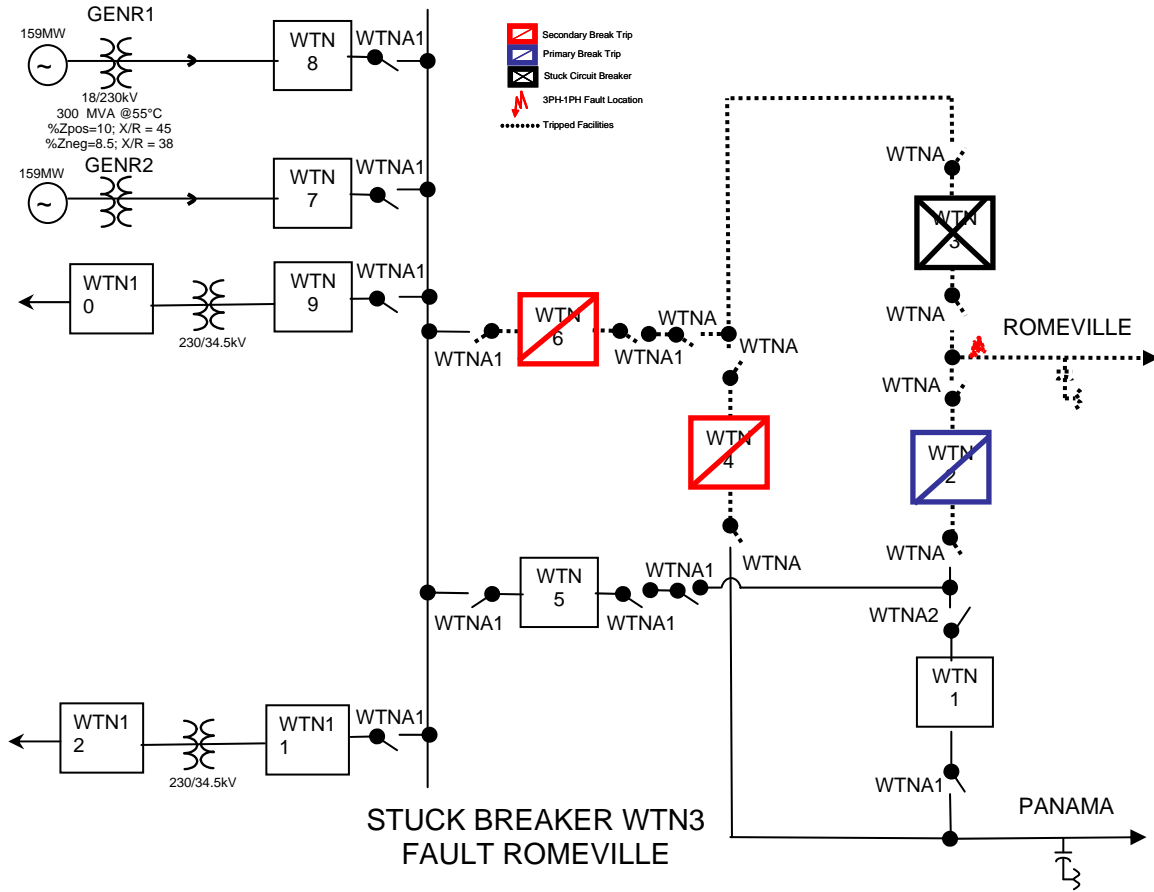 GENR1
159MW
~
18/230kV
300 MVA @55°C
%Zpos=10; X/R = 45
%Zneg=8.5; X/R = 38
WTN
8
WTNA1
GENR2
159MW
~
WTN
7
WTNA1
WTN1
0
230/34.5kV
WTN
9
WTNA1
Secondary Break Trip
Primary Break Trip
Stuck Circuit Breaker
3PH-1PH Fault Location
Tripped Facilities
WTNA
WTN
3
WTNA
ROMEVILLE
WTNA1
WTN
6
WTNA1
WTNA
WTNA
WTN
4
WTNA
WTNA
WTN
2
WTNA
WTNA1
WTN
5
WTNA1
WTNA1
WTNA2
WTN
1
WTNA1
PANAMA
WTN1
2
230/34.5kV
WTN1
1
WTNA1
STUCK BREAKER WTN3
FAULT ROMEVILLE